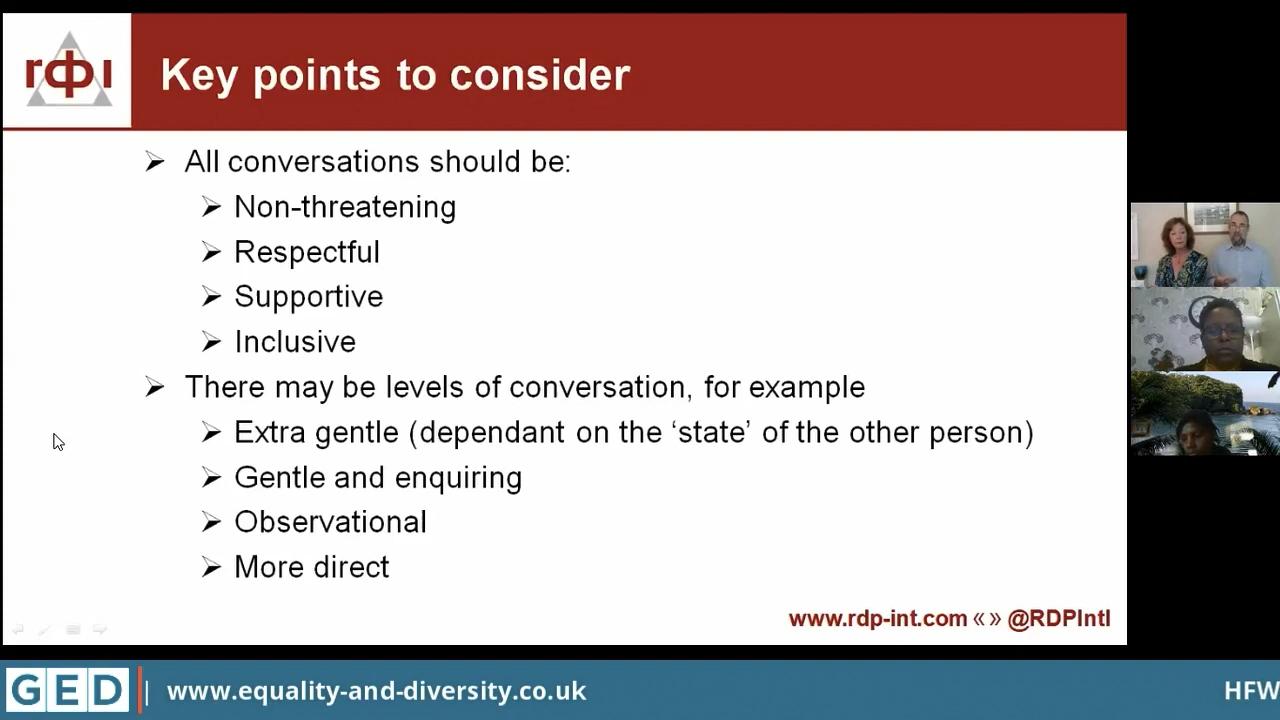 rφι
Key points to consider
All conversations should be:
Non-threatening
Respectful
Supportive
Inclusive
There may be levels of conversation, for example
Extra gentle (dependant on the ‘state’ of the other person)
Gentle and enquiring
Observational
More direct
www.rdp-int.com «» @RDPIntl
GED | www.equality-and-diversity.co.uk HFW